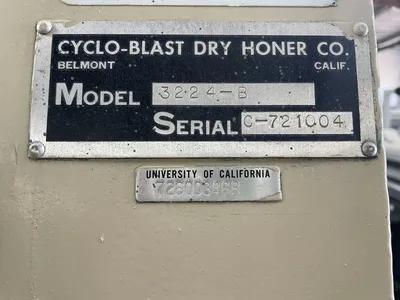 CYCLO-BLAST DRY HONER CO.
BELMONT CALIF.
MODEL 3224-B
SERIAL C-721004
UNIVERSITY OF CALIFORNIA